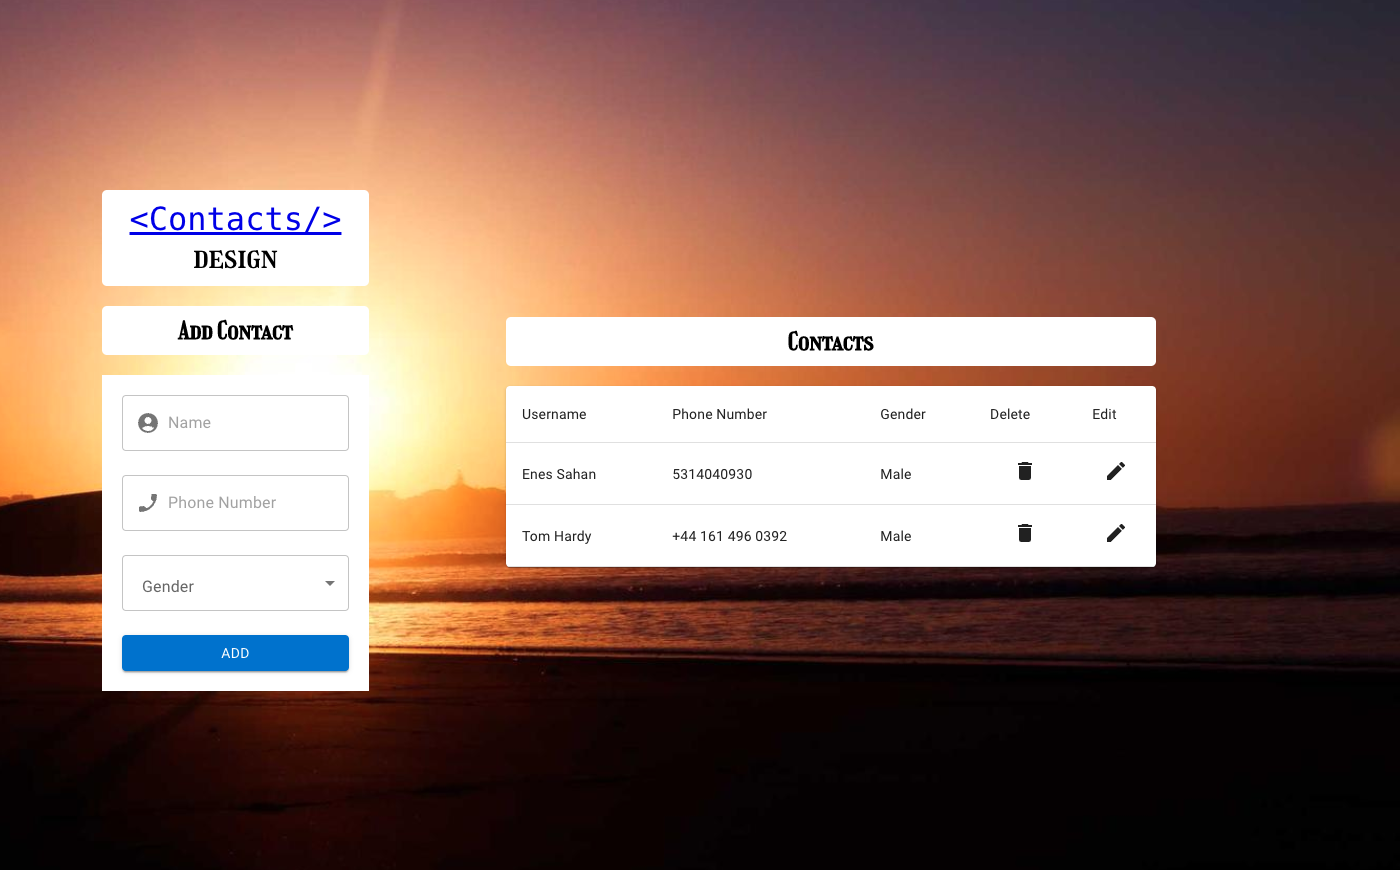 <Contacts/>
DESIGN
Add Contact
Name
Phone Number
Gender
ADD
Contacts
Username Phone Number Gender Delete Edit
Enes Sahan 5314040930 Male
Tom Hardy +44 161 496 0392 Male